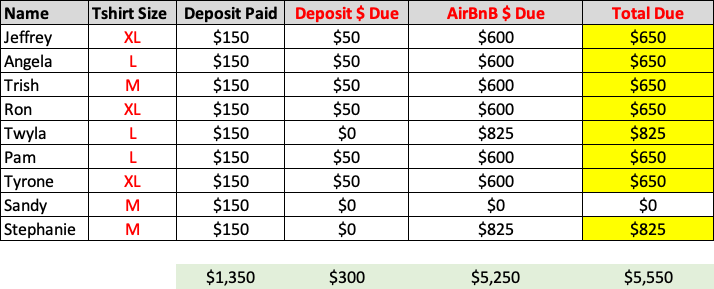 Name Tshirt Size Deposit Paid Deposit $ Due AirBnB $ Due Total Due
Jeffrey XL $150 $50 $600 $650
Angela L $150 $50 $600 $650
Trish M $150 $50 $600 $650
Ron XL $150 $50 $600 $650
Twyla L $150 $0 $825 $825
Pam L $150 $50 $600 $650
Tyrone XL $150 $50 $600 $650
Sandy M $150 $0 $0 $0
Stephanie M $150 $0 $825 $825
$1,350 $300 $5,250 $5,550